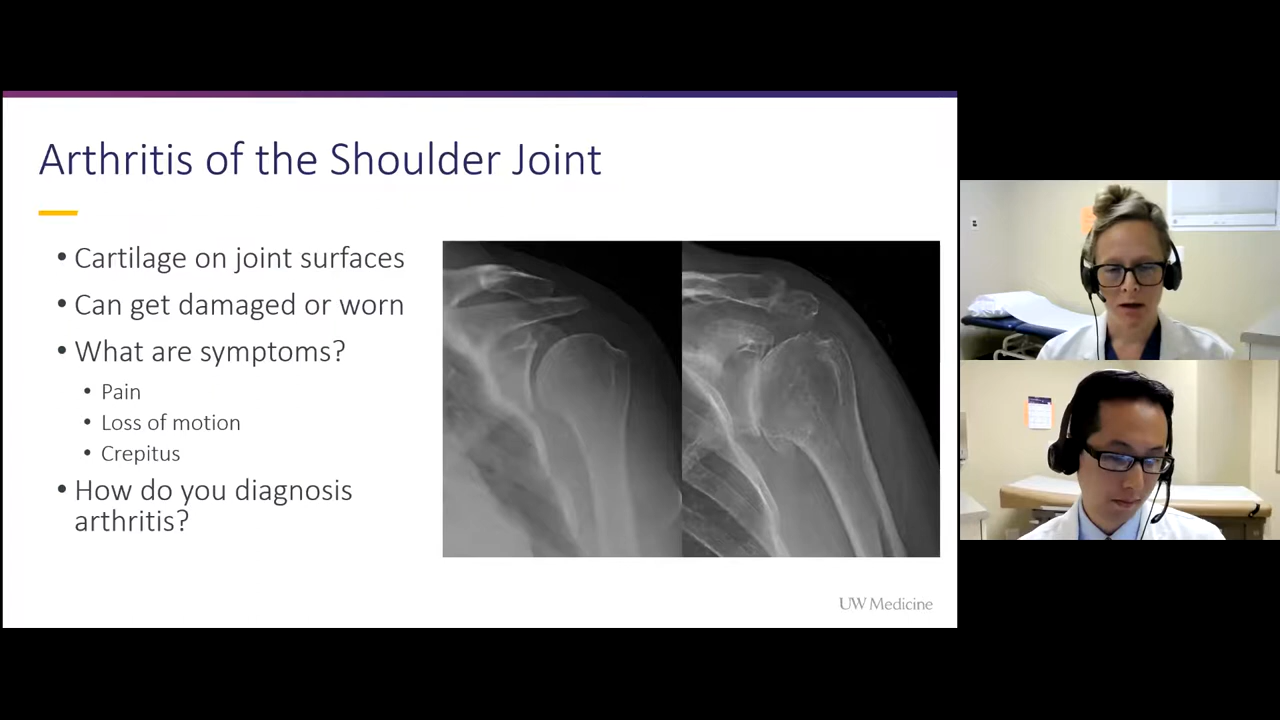 Arthritis of the Shoulder Joint
• Cartilage on joint surfaces
• Can get damaged or worn
• What are symptoms?
• Pain
• Loss of motion
• Crepitus
• How do you diagnosis
arthritis?
UW Medicine